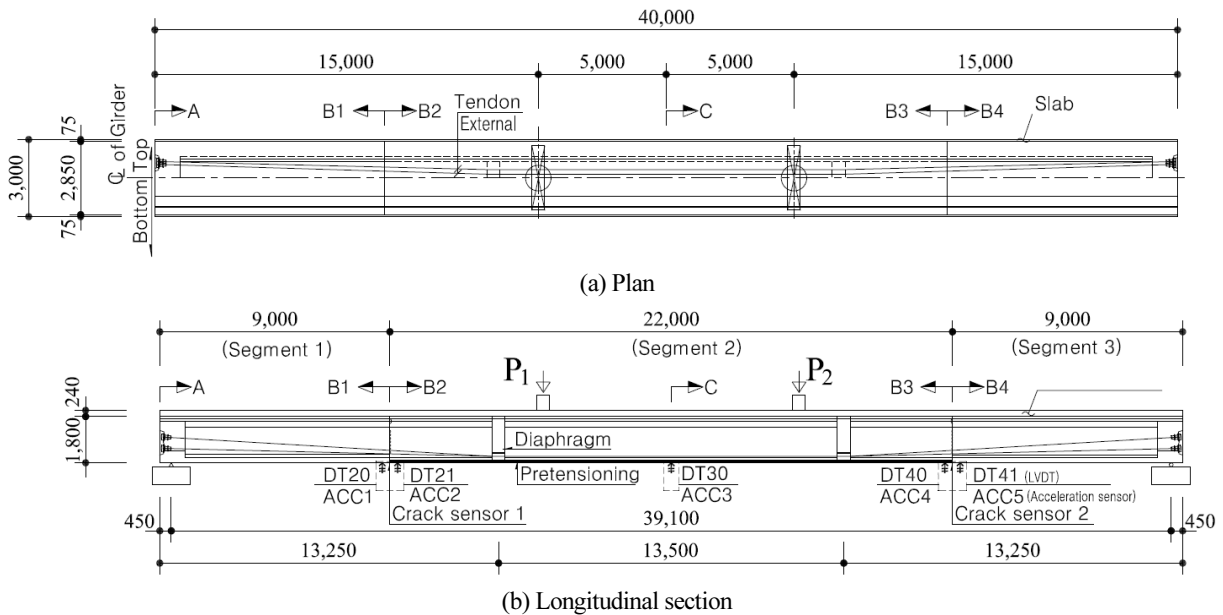 40,000
15,000 5,000 5,000 15,000
A B1 B2 Tendon External C B3 B4 Slab
75
2,850
75
3,000
℄ of Girder
Bottom Top
(a) Plan
9,000 22,000 9,000
(Segment 1) (Segment 2) (Segment 3)
P1 P2
A B1 B2 C B3 B4
240
1,800
Diaphragm
Pretensioning
DT20 DT21 DT30 DT40 DT41 (LVDT)
ACC1 ACC2 ACC3 ACC4 ACC5 (Acceleration sensor)
Crack sensor 1 Crack sensor 2
450 39,100 450
13,250 13,500 13,250
(b) Longitudinal section